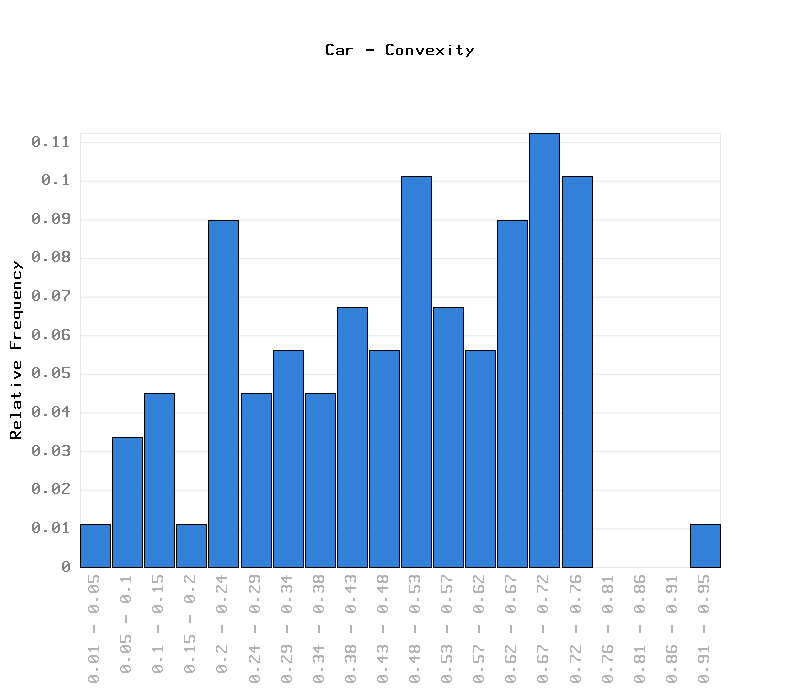 Car - Convexity
Relative Frequency
0.11
0.1
0.09
0.08
0.07
0.06
0.05
0.04
0.03
0.02
0.01
0
0.01 - 0.05
0.05 - 0.1
0.1 - 0.15
0.15 - 0.2
0.2 - 0.24
0.24 - 0.29
0.29 - 0.34
0.34 - 0.38
0.38 - 0.43
0.43 - 0.48
0.48 - 0.53
0.53 - 0.57
0.57 - 0.62
0.62 - 0.67
0.67 - 0.72
0.72 - 0.76
0.76 - 0.81
0.81 - 0.86
0.86 - 0.91
0.91 - 0.95